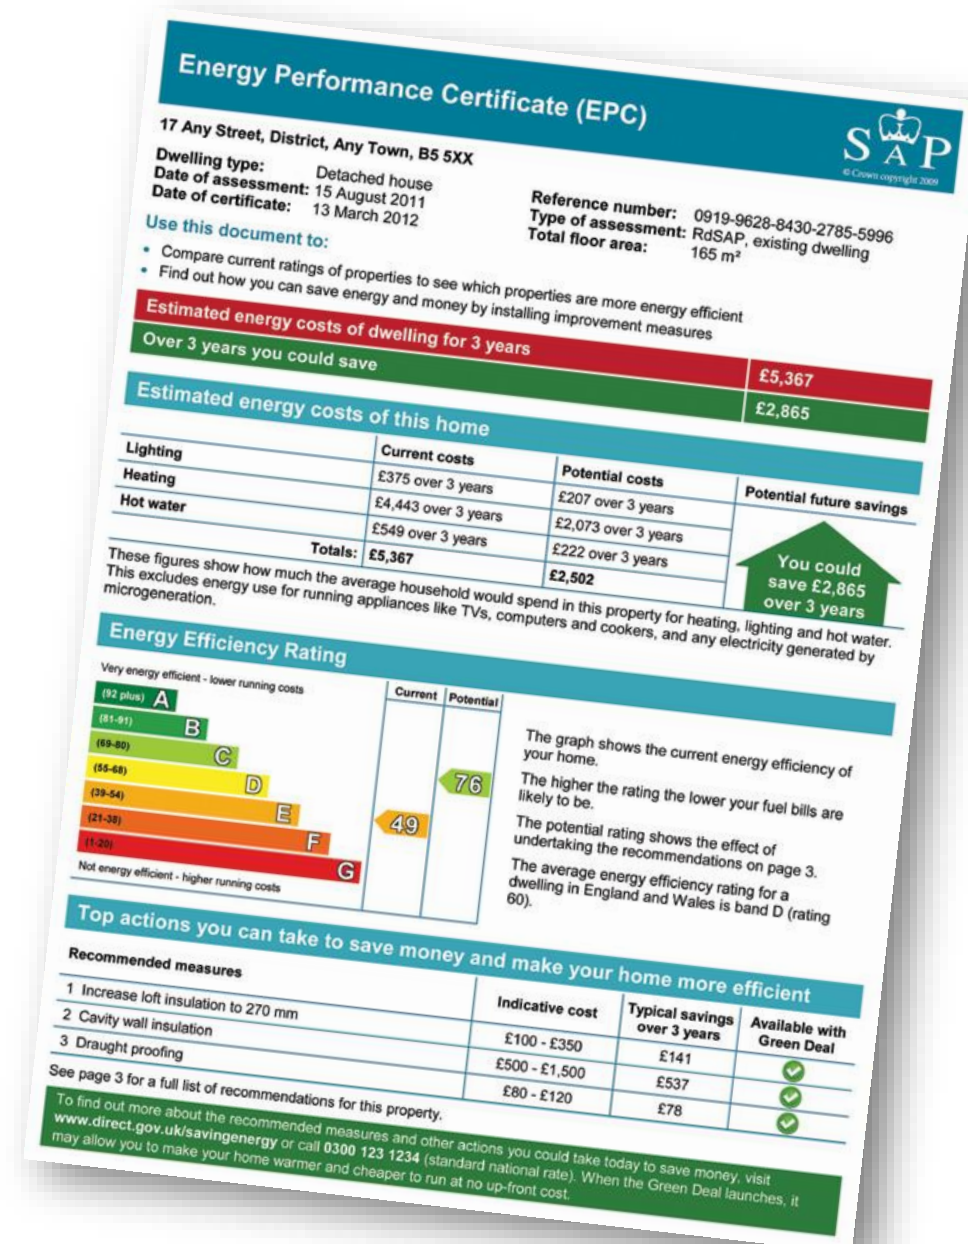 Energy Performance Certificate (EPC)
SAP
© Crown copyright 2009
17 Any Street, District, Any Town, B5 5XX
Dwelling type: Detached house
Date of assessment: 15 August 2011
Date of certificate: 13 March 2012
Reference number: 0919-9628-8430-2785-5996
Type of assessment: RdSAP, existing dwelling
Total floor area: 165 m²
Use this document to:
• Compare current ratings of properties to see which properties are more energy efficient
• Find out how you can save energy and money by installing improvement measures
Estimated energy costs of dwelling for 3 years £5,367
Over 3 years you could save £2,865
Estimated energy costs of this home
Current costs Potential costs Potential future savings
Lighting £375 over 3 years £207 over 3 years
Heating £4,443 over 3 years £2,073 over 3 years
Hot water £549 over 3 years £222 over 3 years
Totals: £5,367 £2,502
You could
save £2,865
over 3 years
These figures show how much the average household would spend in this property for heating, lighting and hot water.
This excludes energy use for running appliances like TVs, computers and cookers, and any electricity generated by
microgeneration.
Energy Efficiency Rating
Very energy efficient - lower running costs
Current Potential
(92 plus) A
(81-91) B
(69-80) C
(55-68) D
(39-54) E
(21-38) F
(1-20) G
49
76
Not energy efficient - higher running costs
The graph shows the current energy efficiency of
your home.
The higher the rating the lower your fuel bills are
likely to be.
The potential rating shows the effect of
undertaking the recommendations on page 3.
The average energy efficiency rating for a
dwelling in England and Wales is band D (rating
60).
Top actions you can take to save money and make your home more efficient
Recommended measures Indicative cost Typical savings
over 3 years Available with
Green Deal
1 Increase loft insulation to 270 mm £100 - £350 £141
2 Cavity wall insulation £500 - £1,500 £537
3 Draught proofing £80 - £120 £78
See page 3 for a full list of recommendations for this property.
To find out more about the recommended measures and other actions you could take today to save money, visit
www.direct.gov.uk/savingenergy or call 0300 123 1234 (standard national rate). When the Green Deal launches, it
may allow you to make your home warmer and cheaper to run at no up-front cost.